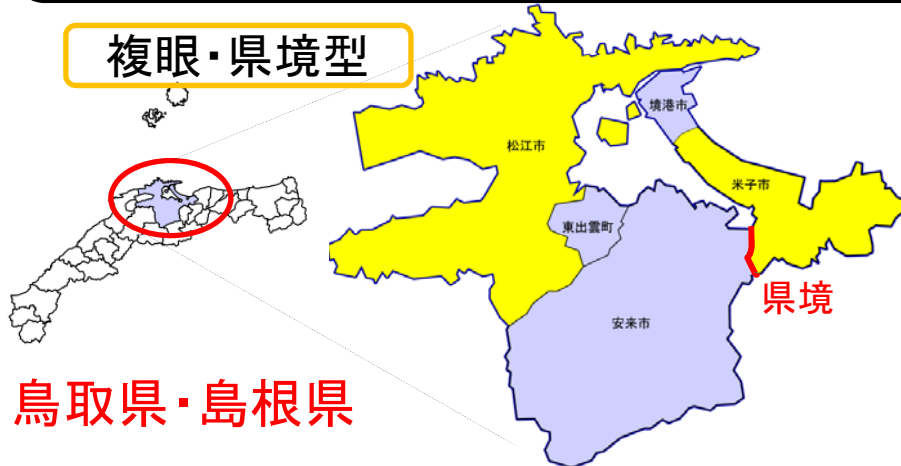 複眼・県境型
境港市
松江市
米子市
東出雲町
県境
安来市
鳥取県・島根県